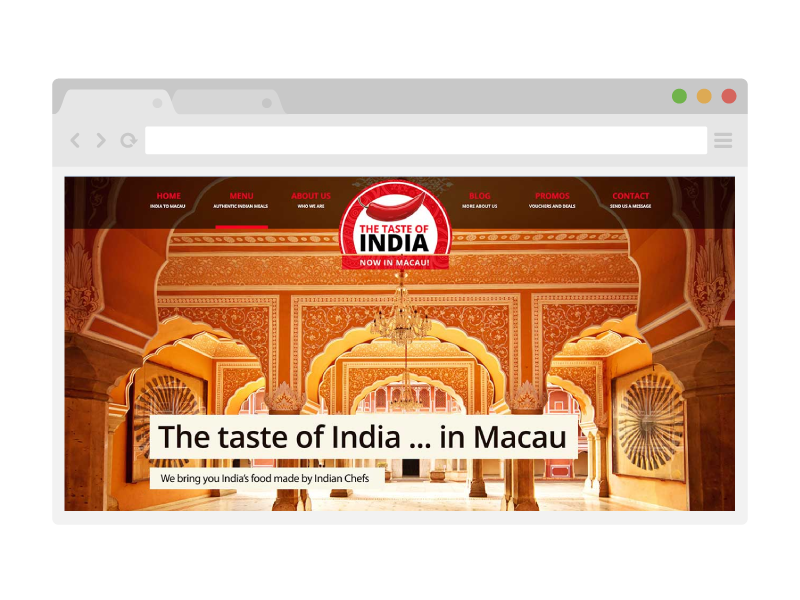 HOME
INDIA TO MACAU
MENU
AUTHENTIC INDIAN MEALS
ABOUT US
WHO WE ARE
THE TASTE OF
INDIA
NOW IN MACAU!
BLOG
MORE ABOUT US
PROMOS
VOUCHERS AND DEALS
CONTACT
SEND US A MESSAGE
The taste of India ... in Macau
We bring you India's food made by Indian Chefs